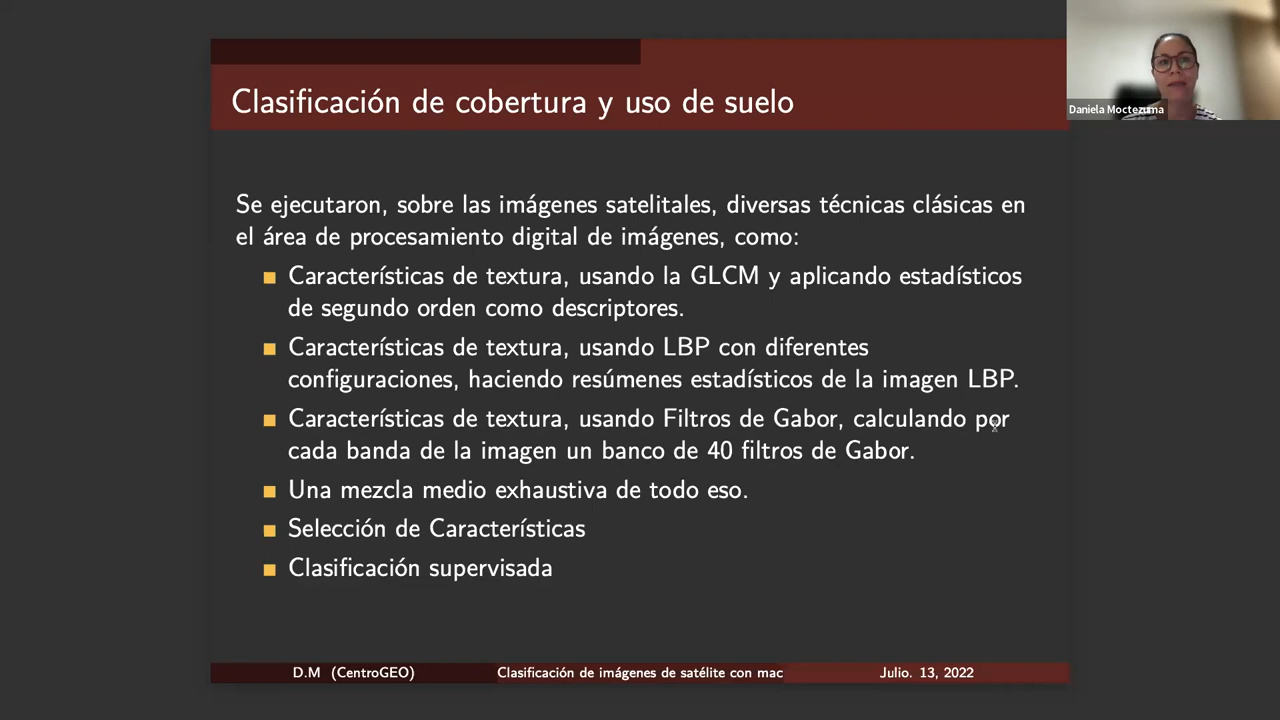 Clasificación de cobertura y uso de suelo
Daniela Moctezuma
Se ejecutaron, sobre las imágenes satelitales, diversas técnicas clásicas en
el área de procesamiento digital de imágenes, como:
Características de textura, usando la GLCM y aplicando estadísticos
de segundo orden como descriptores.
Características de textura, usando LBP con diferentes
configuraciones, haciendo resúmenes estadísticos de la imagen LBP.
Características de textura, usando Filtros de Gabor, calculando por
cada banda de la imagen un banco de 40 filtros de Gabor.
Una mezcla medio exhaustiva de todo eso.
Selección de Características
Clasificación supervisada
D.M (CentroGEO) Clasificación de imágenes de satélite con mac Julio. 13, 2022